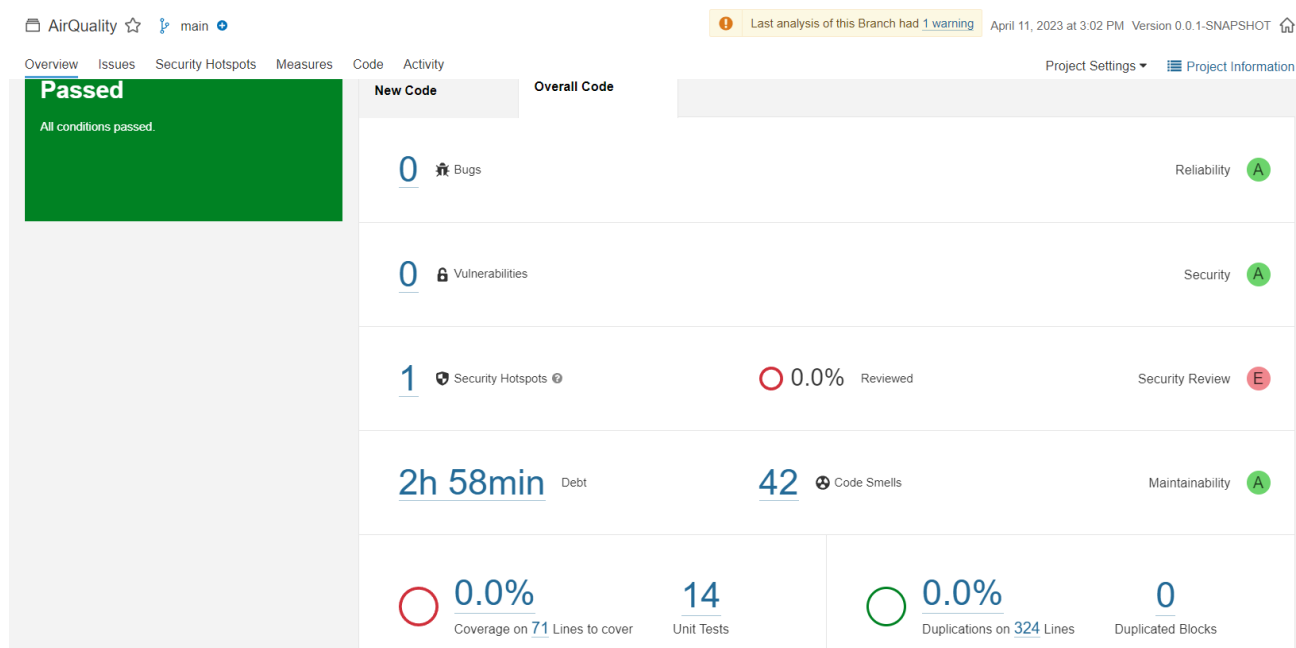 AirQuality main Last analysis of this Branch had 1 warning April 11, 2023 at 3:02 PM Version 0.0.1-SNAPSHOT
Overview Issues Security Hotspots Measures Code Activity Project Settings Project Information
Passed
All conditions passed.
New Code Overall Code
0 Bugs Reliability A
0 Vulnerabilities Security A
1 Security Hotspots ? 0.0% Reviewed Security Review E
2h 58min Debt 42 Code Smells Maintainability A
0.0% 14 0.0% 0
Coverage on 71 Lines to cover Unit Tests Duplications on 324 Lines Duplicated Blocks